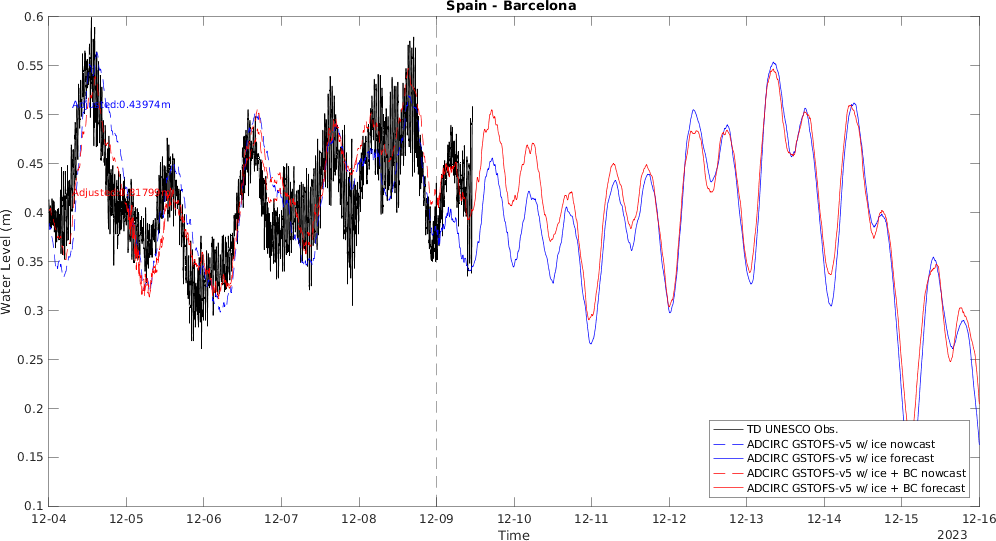 Spain - Barcelona
Water Level (m)
0.6
0.55
0.5
0.45
0.4
0.35
0.3
0.25
0.2
0.15
0.1
Adjusted:0.43974m
TD UNESCO Obs.
ADCIRC GSTOFS-v5 w/ ice nowcast
ADCIRC GSTOFS-v5 w/ ice forecast
ADCIRC GSTOFS-v5 w/ ice + BC nowcast
ADCIRC GSTOFS-v5 w/ ice + BC forecast
12-04 12-05 12-06 12-07 12-08 12-09 12-10 12-11 12-12 12-13 12-14 12-15 12-16
Time
2023